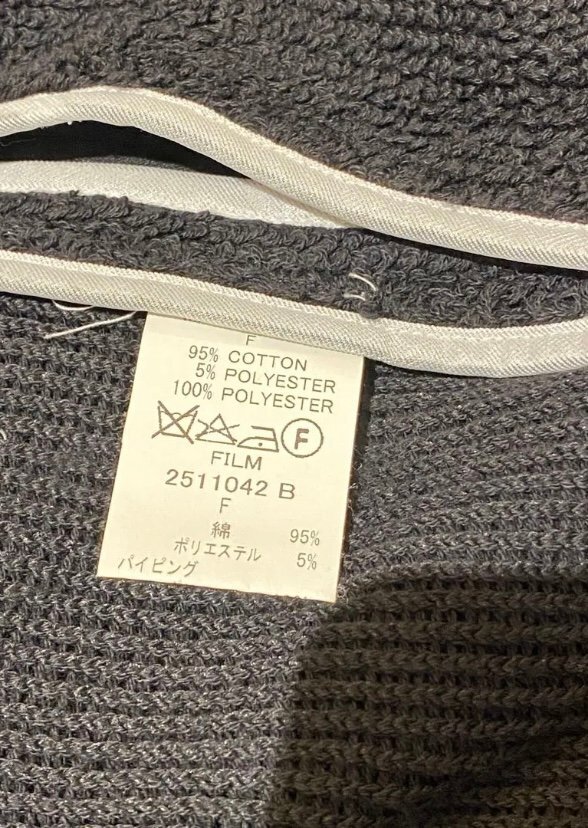 F
95% COTTON
5% POLYESTER
100% POLYESTER
F
FILM
2511042 B
F
綿 95%
ポリエステル 5%
パイピング